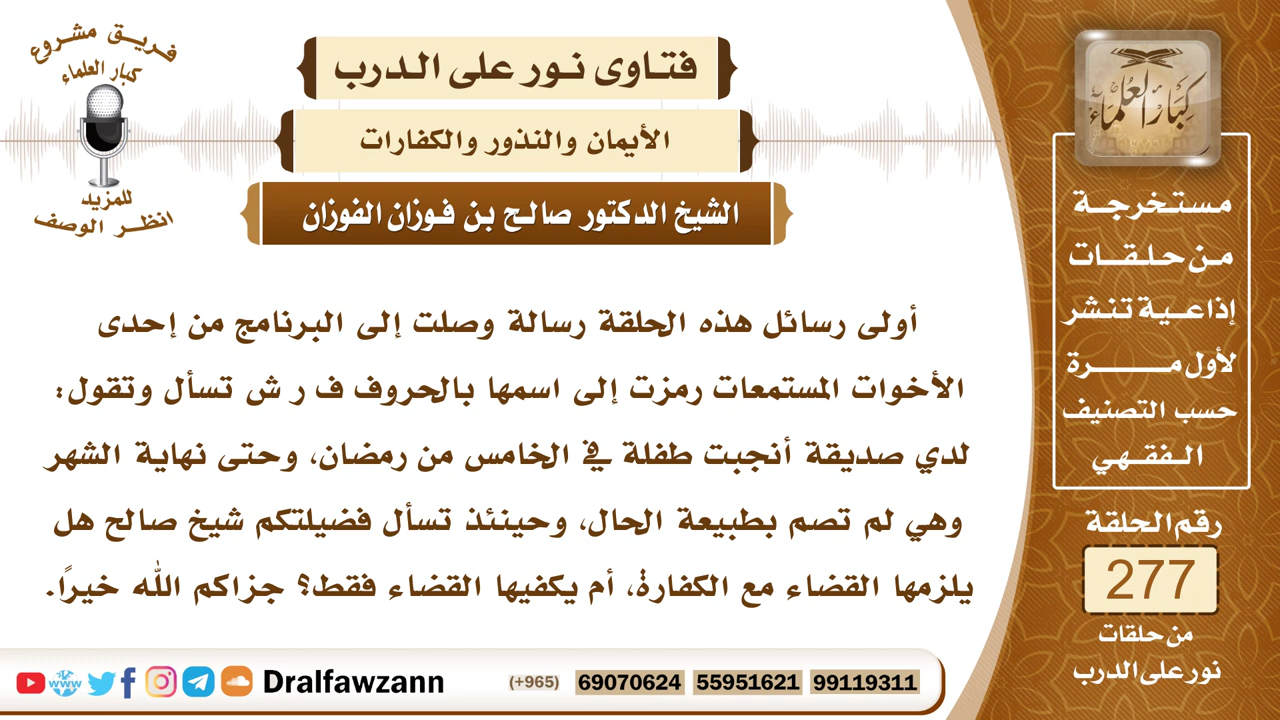 فتاوى نور على الدرب
الأيمان والنذور والكفارات
الشيخ الدكتور صالح بن فوزان الفوزان
فريق مشروع
كبار العلماء
للمزيد
انظر الوصف
كبار العلماء
مستخرجة
من حلقات
إذاعية تنشر
لأول مرة
حسب التصنيف
الفقهي
رقم الحلقة
277
من حلقات
نور على الدرب
أولى رسائل هذه الحلقة رسالة وصلت إلى البرنامج من إحدى
الأخوات المستمعات رمزت إلى اسمها بالحروف ف ر ش تسأل وتقول:
لدي صديقة أنجبت طفلة في الخامس من رمضان، وحتى نهاية الشهر
وهي لم تصم بطبيعة الحال، وحينئذ تسأل فضيلتكم شيخ صالح هل
يلزمها القضاء مع الكفارة، أم يكفيها القضاء فقط؟ جزاكم الله خيرًا.
www Dralfawzann (+965) 69070624 55951621 99119311